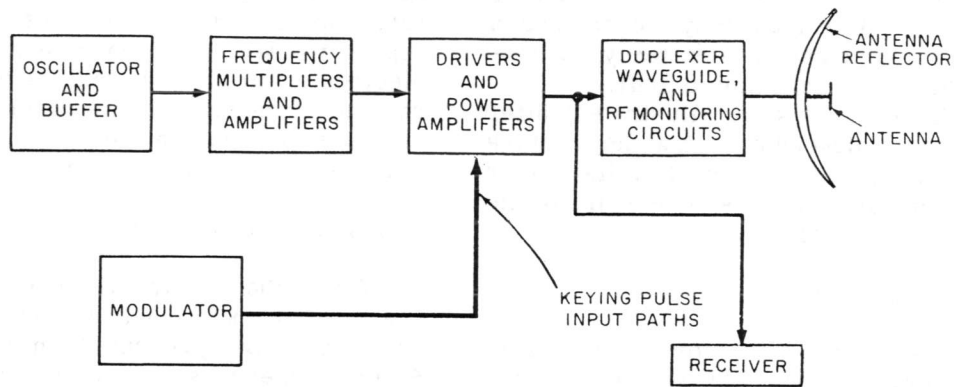 OSCILLATOR
AND
BUFFER
FREQUENCY
MULTIPLIERS
AND
AMPLIFIERS
DRIVERS
AND
POWER
AMPLIFIERS
DUPLEXER
WAVEGUIDE,
AND
RF MONITORING
CIRCUITS
ANTENNA
REFLECTOR
ANTENNA
MODULATOR
KEYING PULSE
INPUT PATHS
RECEIVER